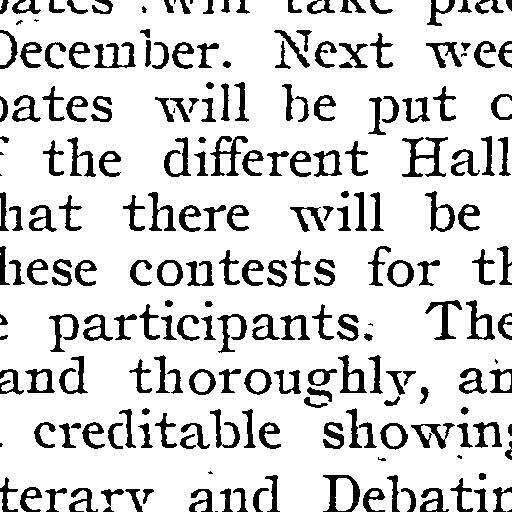 bates will take plac
December. Next wee
bates will be put o
f the different Hall
hat there will be
hese contests for th
e participants. The
and thoroughly, an
creditable showing
terary and Debatin